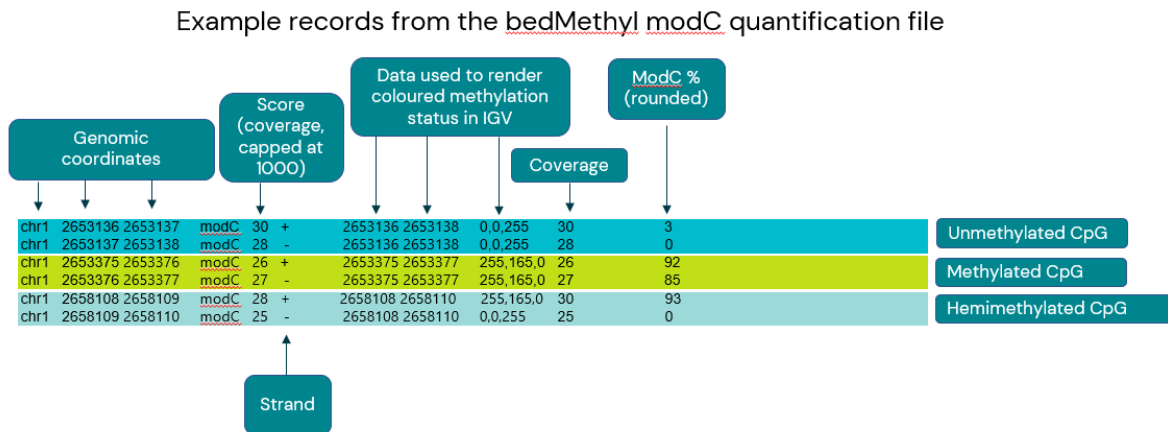 Example records from the bedMethyl modC quantification file
Genomic
coordinates
Score
(coverage,
capped at
1000)
Data used to render
coloured methylation
status in IGV
Coverage
ModC %
(rounded)
chr1 2653136 2653137 modC 30 + 2653136 2653138 0,0,255 30 3
chr1 2653137 2653138 modC 28 - 2653136 2653138 0,0,255 28 0
Unmethylated CpG
chr1 2653375 2653376 modC 26 + 2653375 2653377 255,165,0 26 92
chr1 2653376 2653377 modC 27 - 2653375 2653377 255,165,0 27 85
Methylated CpG
chr1 2658108 2658109 modC 28 + 2658108 2658110 255,165,0 30 93
chr1 2658109 2658110 modC 25 - 2658108 2658110 0,0,255 25 0
Hemimethylated CpG
Strand